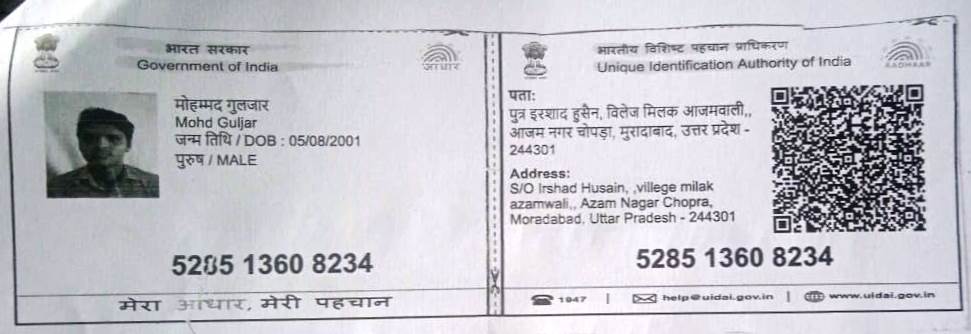 भारत सरकार
Government of India
आधार
मोहम्मद गुलजार
Mohd Guljar
जन्म तिथि / DOB : 05/08/2001
पुरुष / MALE
5285 1360 8234
मेरा आधार, मेरी पहचान
भारतीय विशिष्ट पहचान प्राधिकरण
Unique Identification Authority of India
AADHAAR
पता:
पुत्र इरशाद हुसैन, विलेज मिलक आजमवाली,,
आजम नगर चोपड़ा, मुरादाबाद, उत्तर प्रदेश -
244301
Address:
S/O Irshad Husain, ,villege milak
azamwali,, Azam Nagar Chopra,
Moradabad, Uttar Pradesh - 244301
5285 1360 8234
1947 | help@uidai.gov.in | www.uidai.gov.in